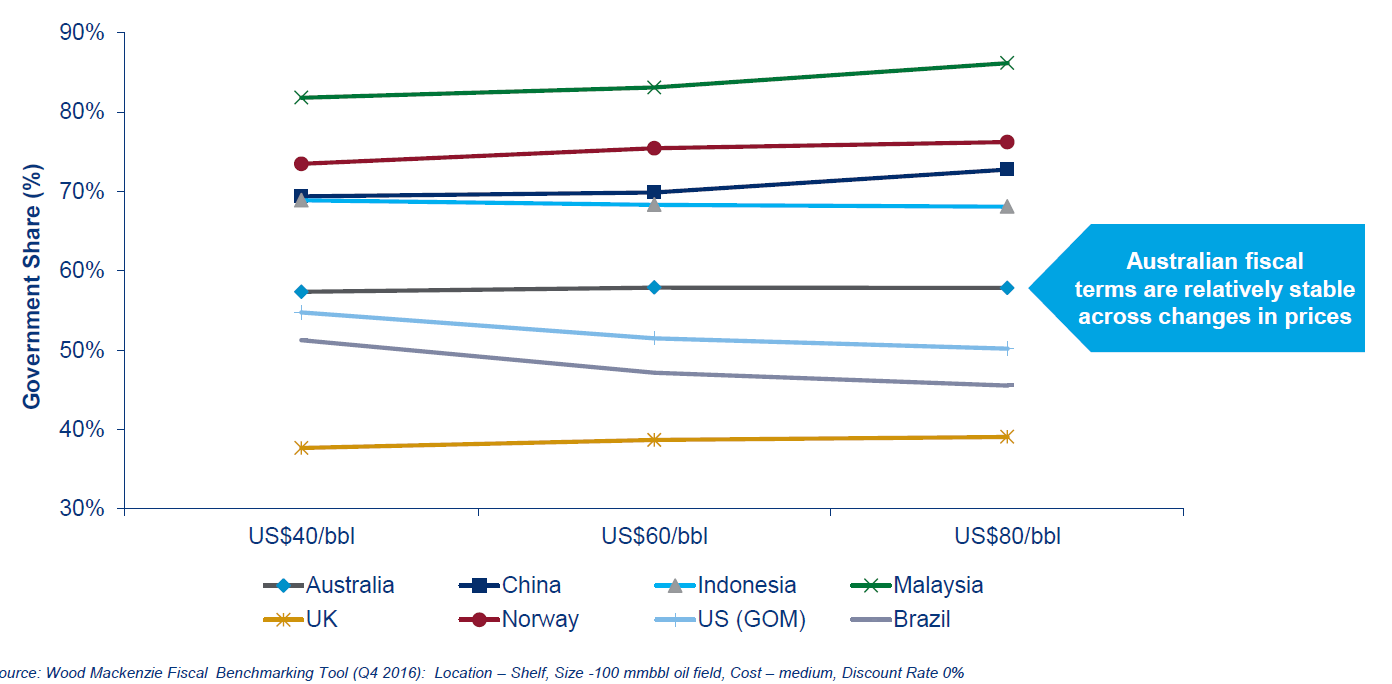 90%
80%
70%
60%
50%
40%
30%
Government Share (%)
Australian fiscal
terms are relatively stable
across changes in prices
US$40/bbl US$60/bbl US$80/bbl
Australia China Indonesia Malaysia
UK Norway US (GOM) Brazil
ource: Wood Mackenzie Fiscal Benchmarking Tool (Q4 2016): Location – Shelf, Size -100 mmbbl oil field, Cost – medium, Discount Rate 0%